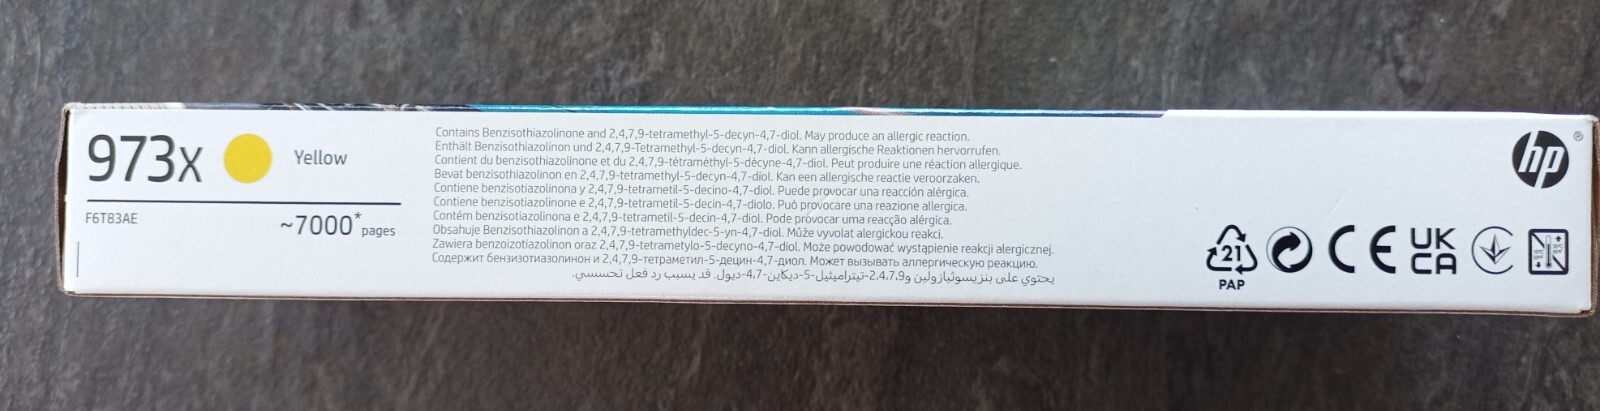 973x
Yellow
F6T83AE
~7000* pages
Contains Benzisothiazolinone and 2,4,7,9-tetramethyl-5-decyn-4,7-diol. May produce an allergic reaction.
Enthält Benzisothiazolinon und 2,4,7,9-Tetramethyl-5-decyn-4,7-diol. Kann allergische Reaktionen hervorrufen.
Contient du benzisothiazolinone et du 2,4,7,9-tétraméthyl-5-décyne-4,7-diol. Peut produire une réaction allergique.
Bevat benzisothiazolinon en 2,4,7,9-tetramethyl-5-decyn-4,7-diol. Kan een allergische reactie veroorzaken.
Contiene benzisotiazolinona y 2,4,7,9-tetrametil-5-decino-4,7-diol. Puede provocar una reacción alérgica.
Contiene benzisotiazolinone e 2,4,7,9-tetrametil-5-decin-4,7-diolo. Può provocare una reazione allergica.
Contém benzisotiazolinona e 2,4,7,9-tetrametil-5-decin-4,7-diol. Pode provocar uma reacção alérgica.
Obsahuje Benzisothiazolinon a 2,4,7,9-tetramethyldec-5-yn-4,7-diol. Může vyvolat alergickou reakci.
Zawiera benzoizotiazolinon oraz 2,4,7,9-tetrametylo-5-decyno-4,7-diol. Może powodować wystąpienie reakcji alergicznej.
Содержит бензизотиазолинон и 2,4,7,9-тетраметил-5-децин-4,7-диол. Может вызывать аллергическую реакцию.
يحتوي على بنزيسوثيازولين و2,4,7,9-تيتراميثيل-5-ديكاين-4,7-ديول. قد يسبب رد فعل تحسسي.
hp®
21
PAP
CE
UK
CA